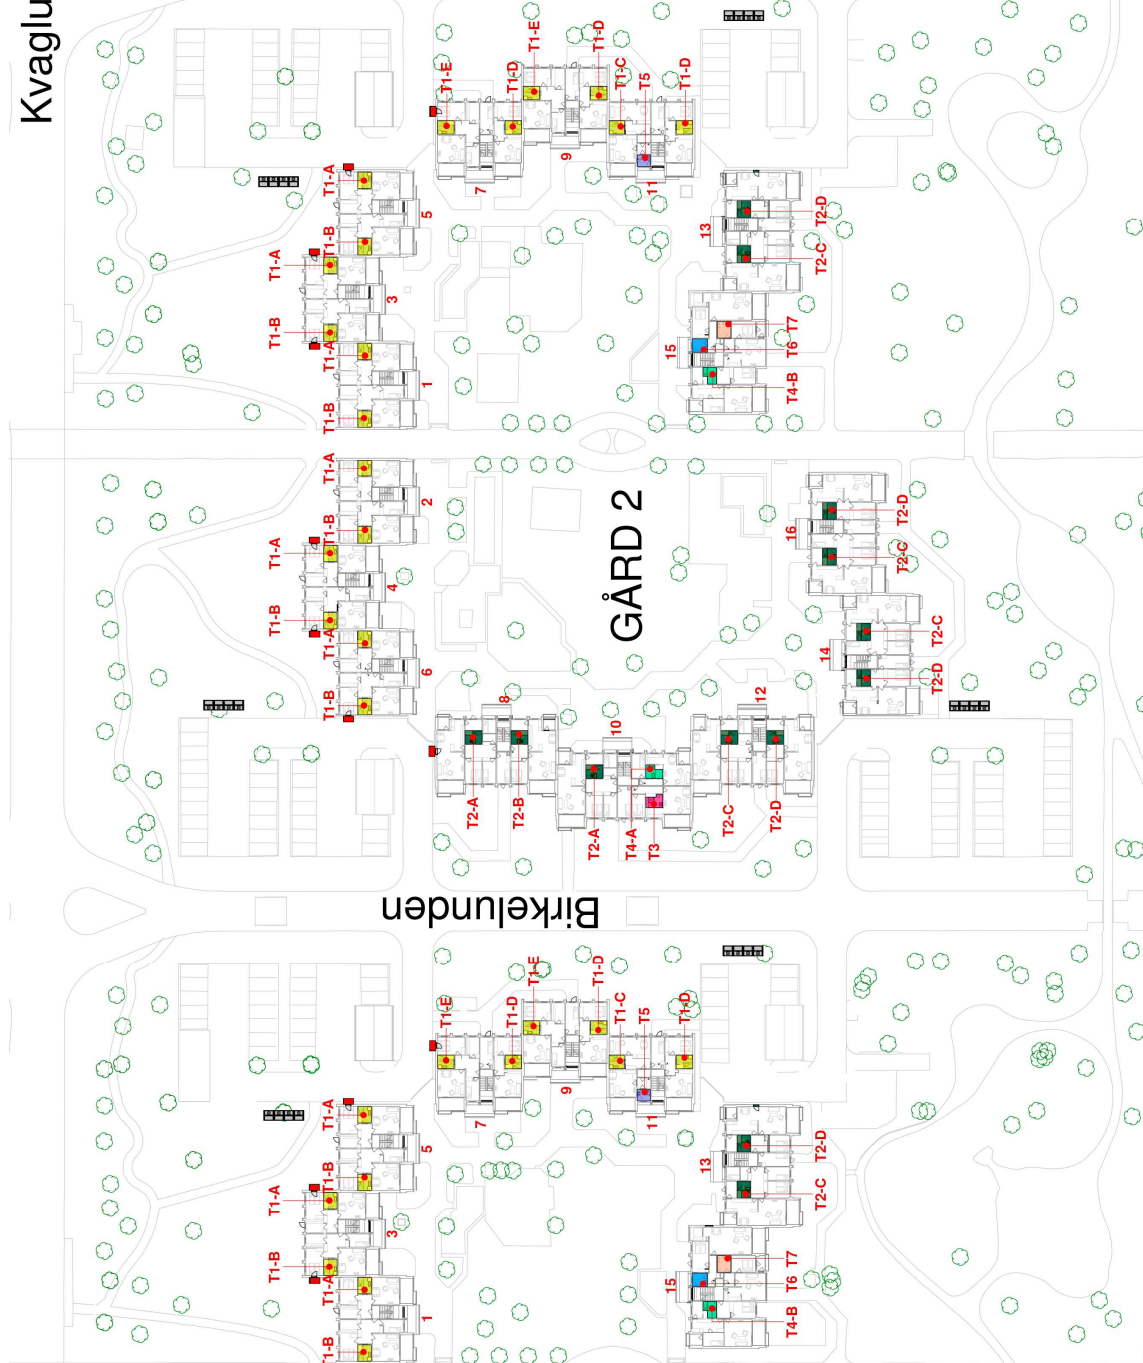 Kvaglu
T1-E
T1-D
T1-E
T1-D
T1-C
T5
T1-D
7
9
11
T1-A
T1-B
5
T1-A
T1-B
3
T1-A
T1-B
1
13
T2-D
T2-C
15
T7
T6
T4-B
T1-A
T1-B
2
T1-A
T1-B
4
T1-A
T1-B
6
GÅRD 2
16
T2-D
T2-C
14
T2-C
T2-D
8
T2-A
T2-B
10
T2-A
T4-A
T3
12
T2-C
T2-D
Birkelunden
T1-E
T1-D
T1-E
T1-D
T1-C
T5
T1-D
7
9
11
T1-A
T1-B
5
T1-A
T1-B
3
T1-A
T1-B
1
13
T2-D
T2-C
15
T7
T6
T4-B